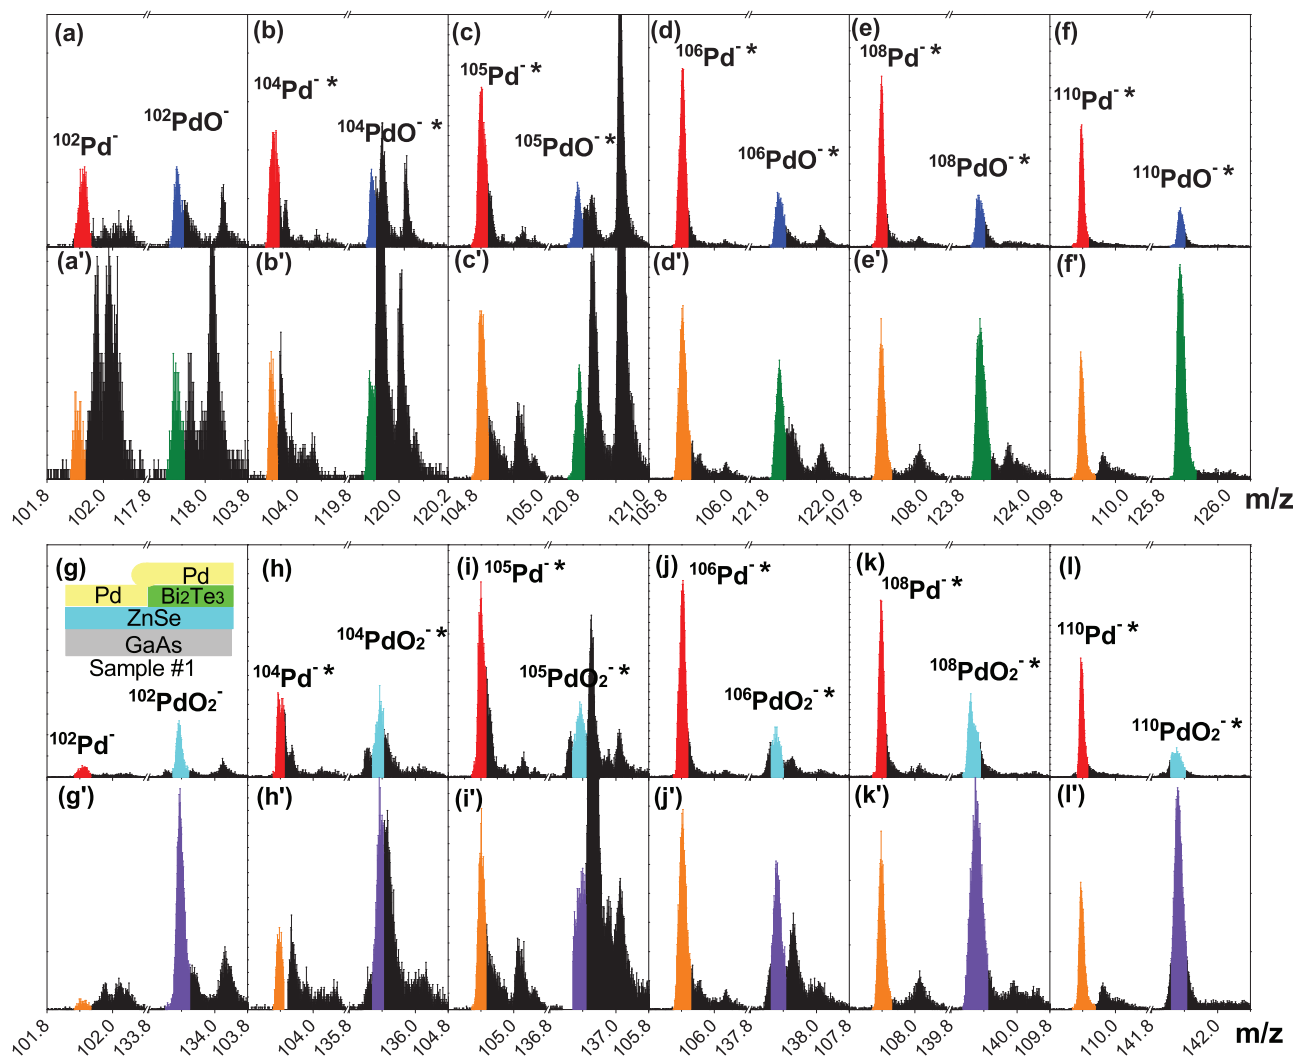 (a) (b) (c) (d) (e) (f)
¹⁰²Pd⁻ ¹⁰²PdO⁻ ¹⁰⁴Pd⁻ * ¹⁰⁴PdO⁻ * ¹⁰⁵Pd⁻ * ¹⁰⁵PdO⁻ * ¹⁰⁶Pd⁻ * ¹⁰⁶PdO⁻ * ¹⁰⁸Pd⁻ * ¹⁰⁸PdO⁻ * ¹¹⁰Pd⁻ * ¹¹⁰PdO⁻ *
(a') (b') (c') (d') (e') (f')
101.8 102.0 117.8 118.0 103.8 104.0 119.8 120.0 120.2 104.8 105.0 120.8 121.0 105.8 106.0 121.8 122.0 107.8 108.0 123.8 124.0 109.8 110.0 125.8 126.0 m/z
(g) (h) (i) (j) (k) (l)
Pd
Pd Bi₂Te₃
ZnSe
GaAs
Sample #1
¹⁰²Pd⁻ ¹⁰²PdO₂⁻ ¹⁰⁴Pd⁻ * ¹⁰⁴PdO₂⁻ * ¹⁰⁵Pd⁻ * ¹⁰⁵PdO₂⁻ * ¹⁰⁶Pd⁻ * ¹⁰⁶PdO₂⁻ * ¹⁰⁸Pd⁻ * ¹⁰⁸PdO₂⁻ * ¹¹⁰Pd⁻ * ¹¹⁰PdO₂⁻ *
(g') (h') (i') (j') (k') (l')
101.8 102.0 133.8 134.0 103.8 104.0 135.8 136.0 104.8 105.0 136.8 137.0 105.8 106.0 137.8 138.0 107.8 108.0 139.8 140.0 109.8 110.0 141.8 142.0 m/z